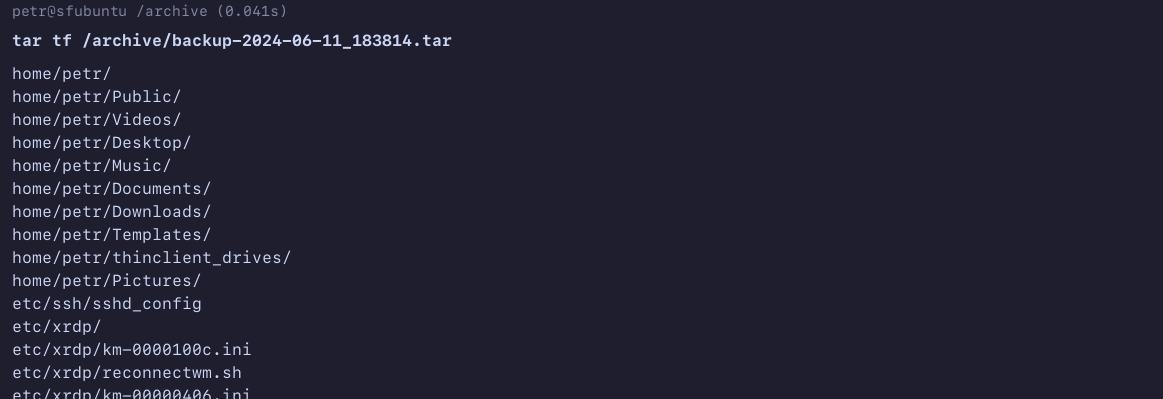 petr@sfubuntu /archive (0.041s)
tar tf /archive/backup-2024-06-11_183814.tar
home/petr/
home/petr/Public/
home/petr/Videos/
home/petr/Desktop/
home/petr/Music/
home/petr/Documents/
home/petr/Downloads/
home/petr/Templates/
home/petr/thinclient_drives/
home/petr/Pictures/
etc/ssh/sshd_config
etc/xrdp/
etc/xrdp/km-0000100c.ini
etc/xrdp/reconnectwm.sh
etc/xrdp/km-00000406.ini